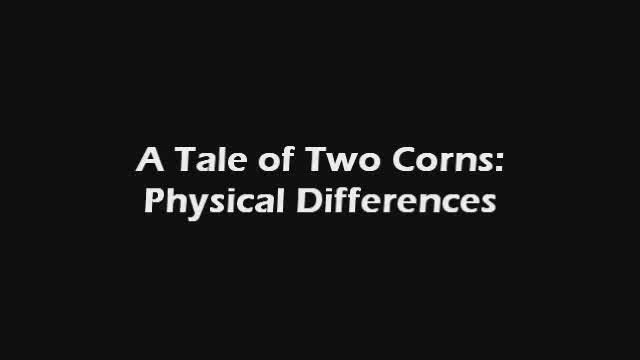 A Tale of Two Corns:
Physical Differences